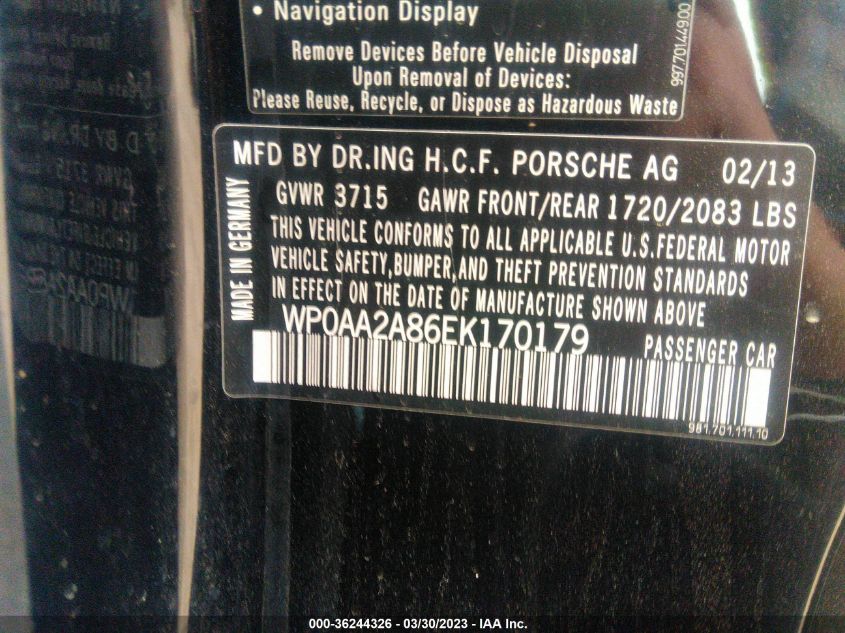 • Navigation Display
Remove Devices Before Vehicle Disposal
Upon Removal of Devices:
Please Reuse, Recycle, or Dispose as Hazardous Waste
997.701.449.00
MFD BY DR.ING H.C.F. PORSCHE AG 02/13
GVWR 3715 GAWR FRONT/REAR 1720/2083 LBS
THIS VEHICLE CONFORMS TO ALL APPLICABLE U.S.FEDERAL MOTOR
VEHICLE SAFETY,BUMPER,AND THEFT PREVENTION STANDARDS
IN EFFECT ON THE DATE OF MANUFACTURE SHOWN ABOVE
MADE IN GERMANY
WP0AA2A86EK170179 PASSENGER CAR
981.701.111.10
000-36244326 - 03/30/2023 - IAA Inc.